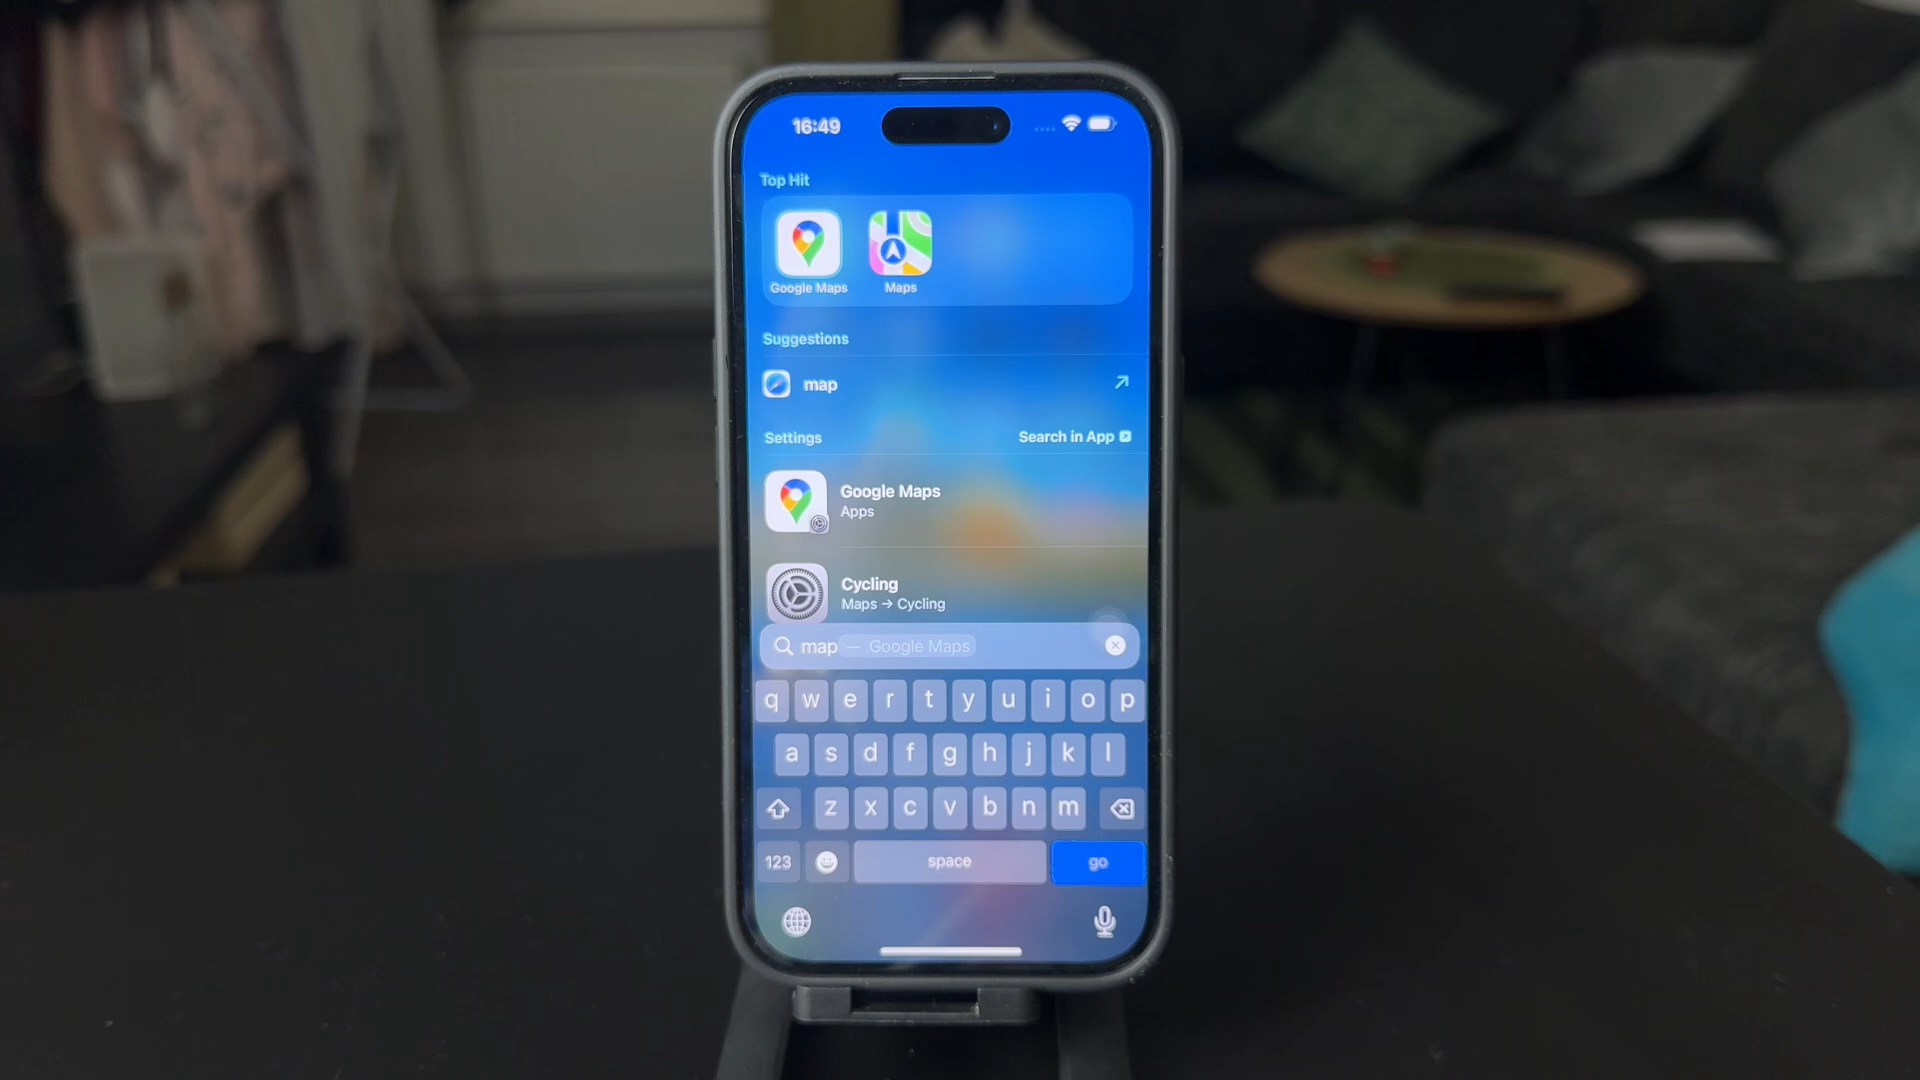 16:49
Top Hit
Google Maps Maps
Suggestions
map
Settings Search in App
Google Maps
Apps
Cycling
Maps → Cycling
map — Google Maps
q w e r t y u i o p
a s d f g h j k l
z x c v b n m
123 space go